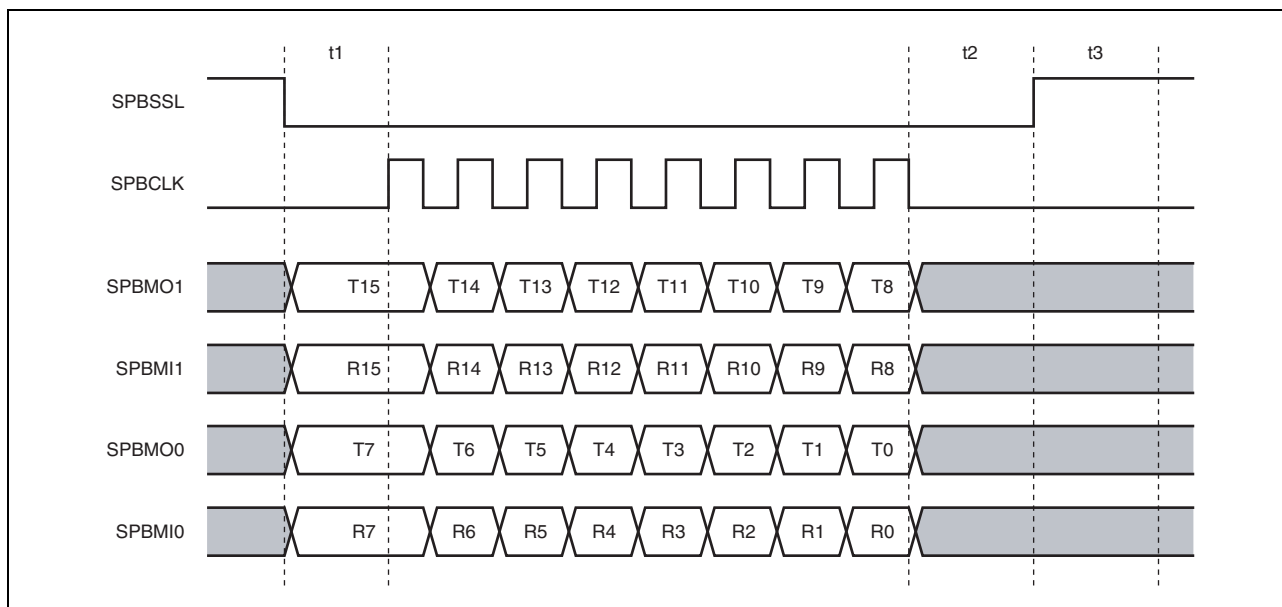 t1 t2 t3
SPBSSL
SPBCLK
SPBMO1 T15 T14 T13 T12 T11 T10 T9 T8
SPBMI1 R15 R14 R13 R12 R11 R10 R9 R8
SPBMO0 T7 T6 T5 T4 T3 T2 T1 T0
SPBMI0 R7 R6 R5 R4 R3 R2 R1 R0